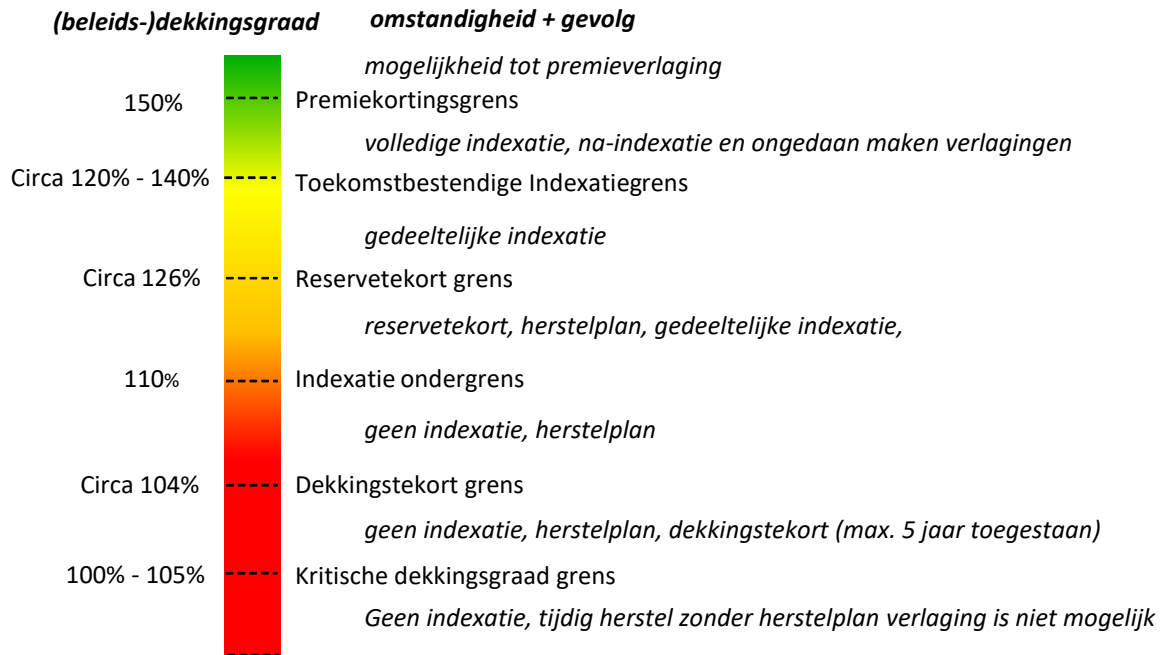 (beleids-)dekkingsgraad omstandigheid + gevolg
mogelijkheid tot premieverlaging
150% Premiekortingsgrens
volledige indexatie, na-indexatie en ongedaan maken verlagingen
Circa 120% - 140% Toekomstbestendige Indexatiegrens
gedeeltelijke indexatie
Circa 126% Reservetekort grens
reservetekort, herstelplan, gedeeltelijke indexatie,
110% Indexatie ondergrens
geen indexatie, herstelplan
Circa 104% Dekkingstekort grens
geen indexatie, herstelplan, dekkingstekort (max. 5 jaar toegestaan)
100% - 105% Kritische dekkingsgraad grens
Geen indexatie, tijdig herstel zonder herstelplan verlaging is niet mogelijk